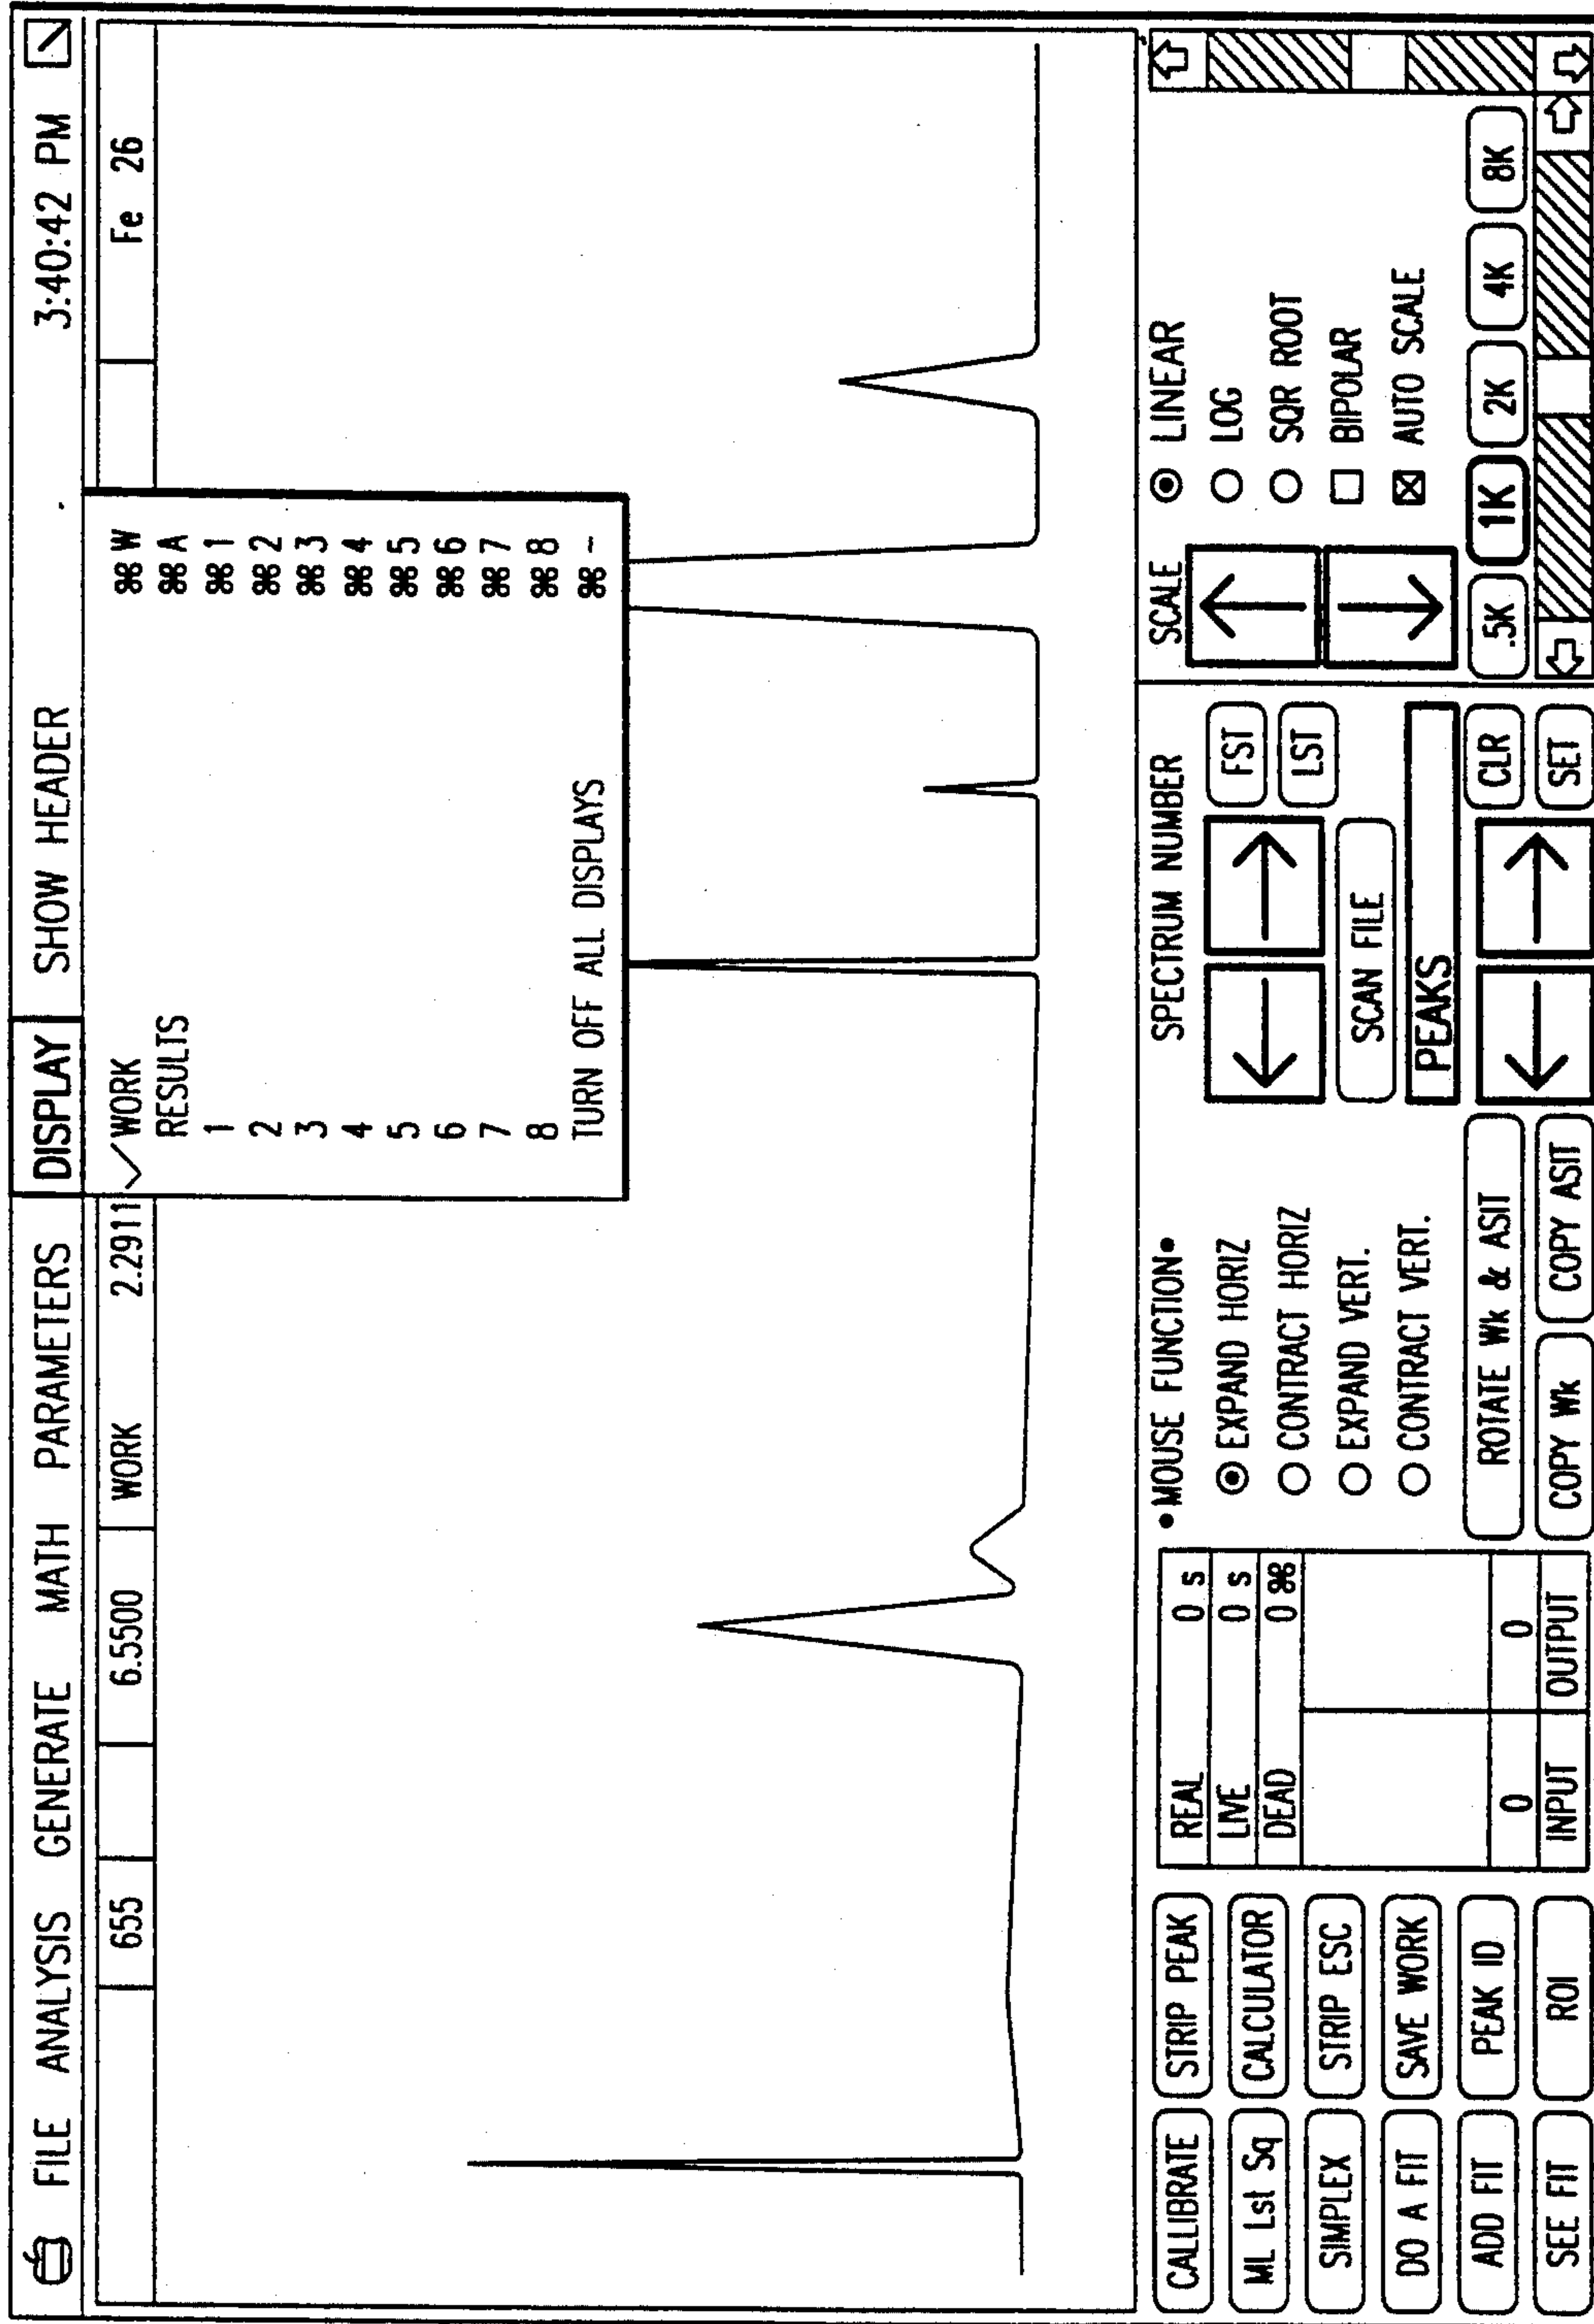 FILE ANALYSIS GENERATE MATH PARAMETERS DISPLAY SHOW HEADER 3:40:42 PM
655 6.5500 WORK 2.2911 Fe 26
✓WORK ⌘ W
RESULTS ⌘ A
1 ⌘ 1
2 ⌘ 2
3 ⌘ 3
4 ⌘ 4
5 ⌘ 5
6 ⌘ 6
7 ⌘ 7
8 ⌘ 8
TURN OFF ALL DISPLAYS ⌘ ~
CALLIBRATE STRIP PEAK
ML Lst Sq CALCULATOR
SIMPLEX STRIP ESC
DO A FIT SAVE WORK
ADD FIT PEAK ID
SEE FIT ROI
REAL 0 s
LIVE 0 s
DEAD 0 ⌘
0 0
INPUT OUTPUT
•MOUSE FUNCTION•
EXPAND HORIZ
CONTRACT HORIZ
EXPAND VERT.
CONTRACT VERT.
ROTATE Wk & ASIT
COPY Wk COPY ASIT
SPECTRUM NUMBER
FST
LST
SCAN FILE
PEAKS
CLR
SET
SCALE
LINEAR
LOG
SQR ROOT
BIPOLAR
AUTO SCALE
.5K 1K 2K 4K 8K